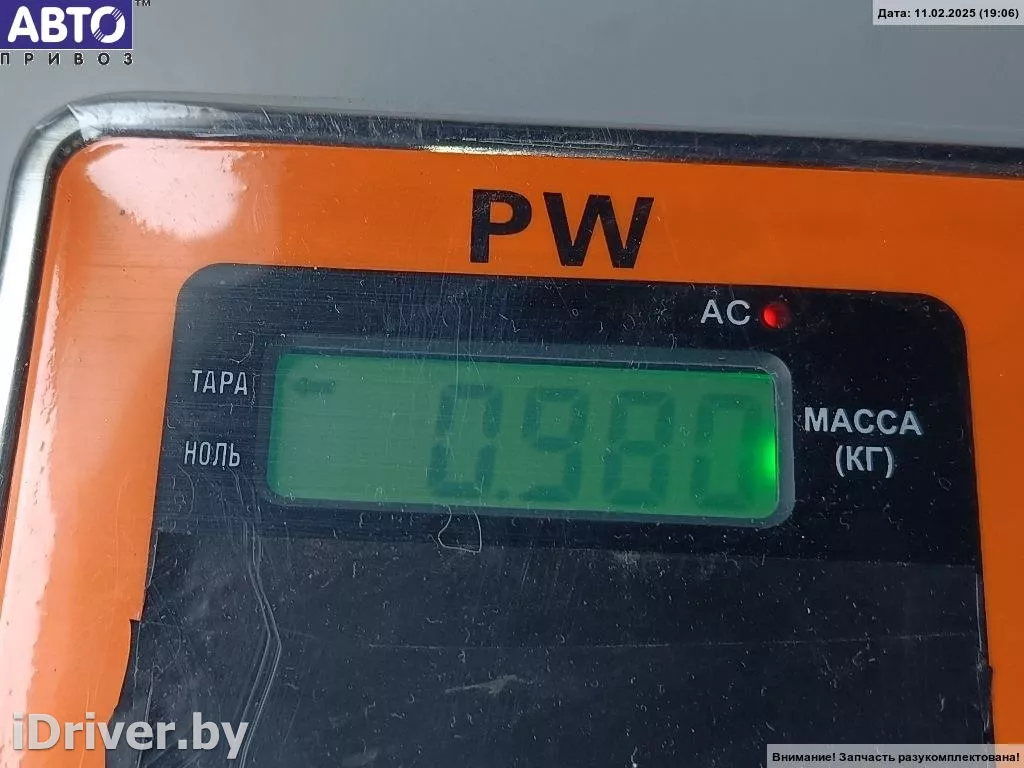 АВТО™
ПРИВОЗ
Дата: 11.02.2025 (19:06)
PW
AC
ТАРА
0.980
МАССА
(КГ)
НОЛЬ
iDriver.by
Внимание! Запчасть разукомплектована!